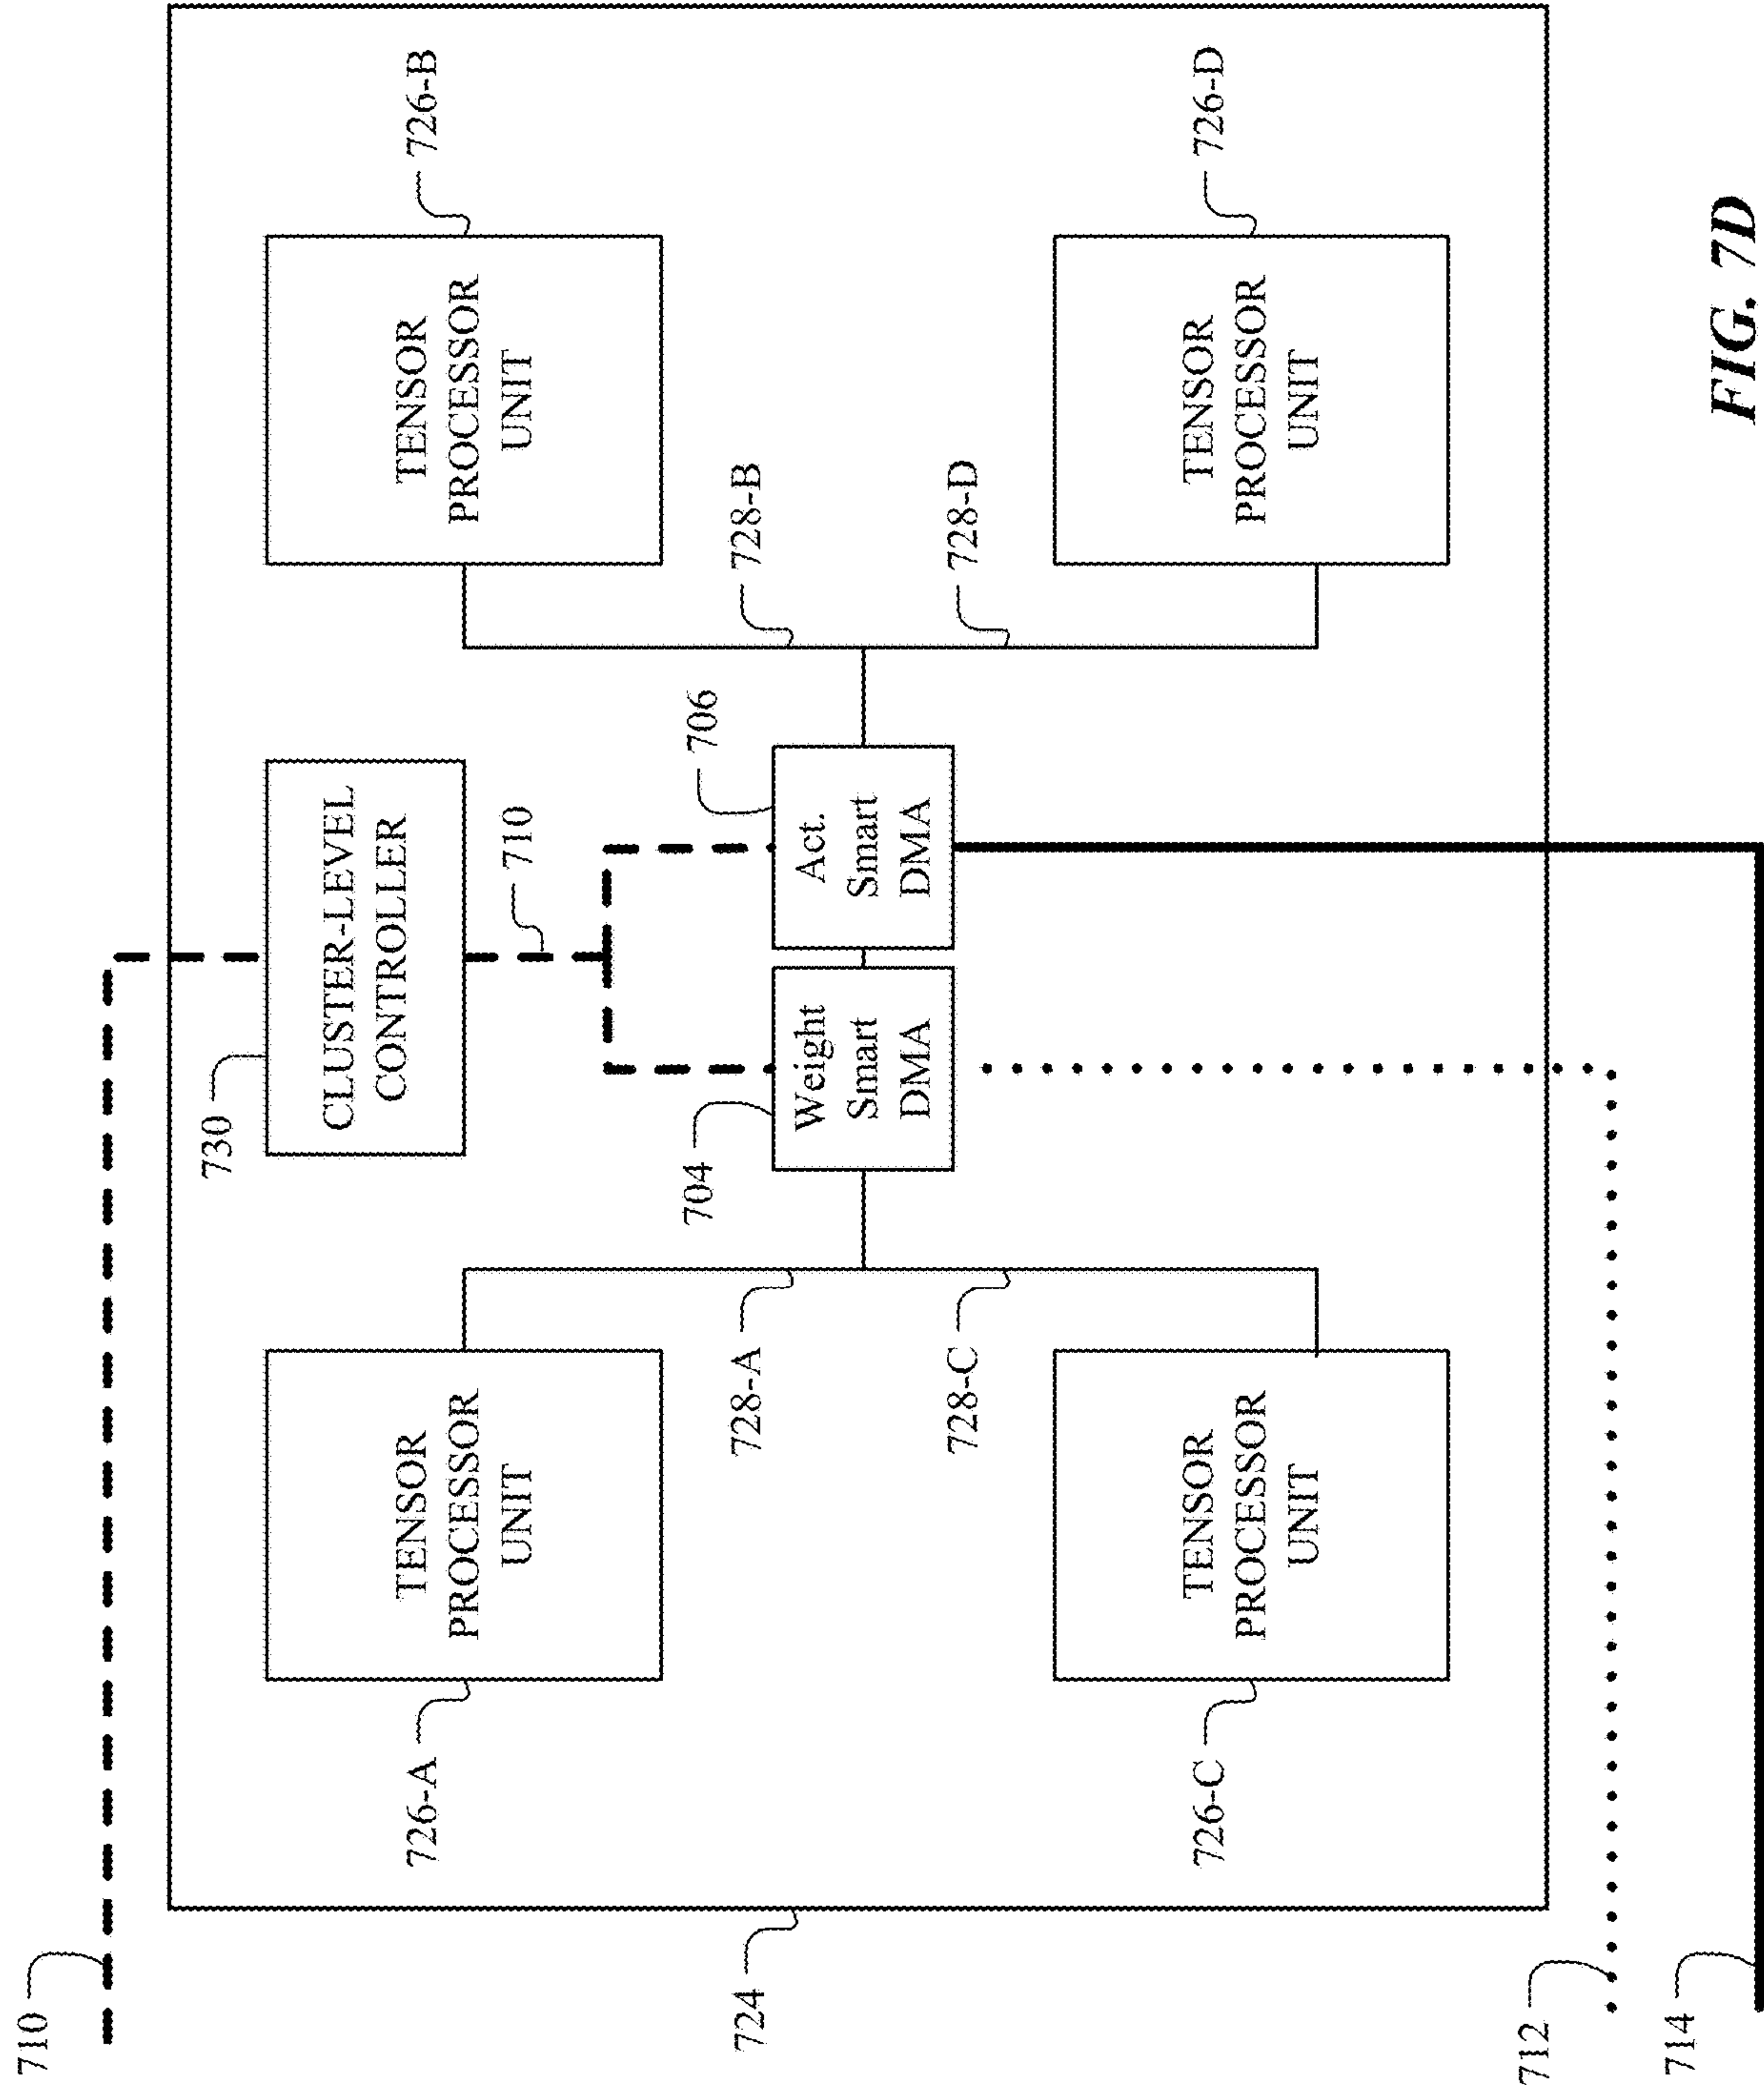 710
730
CLUSTER-LEVEL
CONTROLLER
726-A
TENSOR
PROCESSOR
UNIT
710
TENSOR
PROCESSOR
UNIT
726-B
724
728-A
704
706
728-B
Weight
Smart
DMA
Act.
Smart
DMA
728-C
728-D
726-C
TENSOR
PROCESSOR
UNIT
TENSOR
PROCESSOR
UNIT
726-D
712
714
FIG. 7D